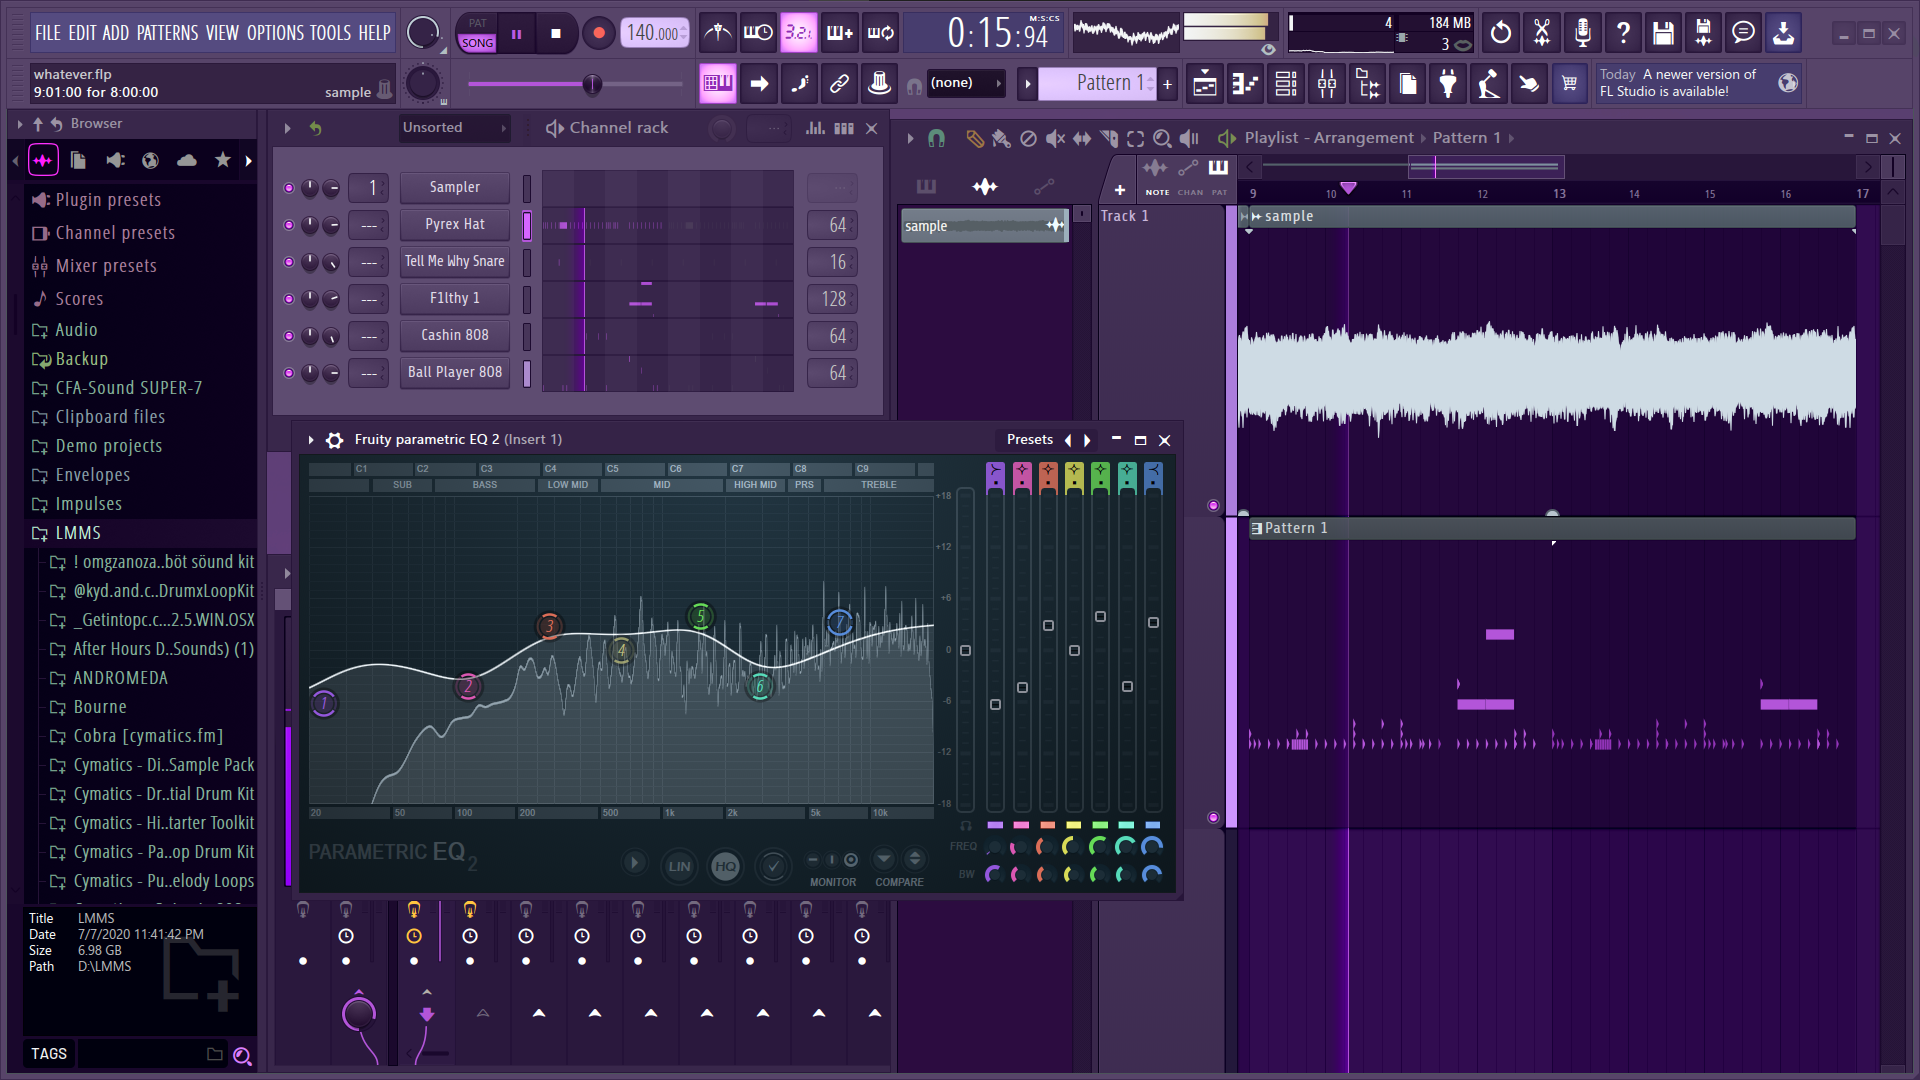 FILE EDIT ADD PATTERNS VIEW OPTIONS TOOLS HELP
PAT
SONG
140.000
3.2.1
0:15:94
M:S:CS
4
184 MB
3
whatever.flp
9:01:00 for 8:00:00
sample
(none)
Pattern 1
Today A newer version of
FL Studio is available!
Browser
Plugin presets
Channel presets
Mixer presets
Scores
Audio
Backup
CFA-Sound SUPER-7
Clipboard files
Demo projects
Envelopes
Impulses
LMMS
! omgzanoza..böt söund kit
@kyd.and.c..DrumxLoopKit
_Getintopc.c...2.5.WIN.OSX
After Hours D..Sounds) (1)
ANDROMEDA
Bourne
Cobra [cymatics.fm]
Cymatics - Di..Sample Pack
Cymatics - Dr..tial Drum Kit
Cymatics - Hi..tarter Toolkit
Cymatics - Pa..op Drum Kit
Cymatics - Pu..elody Loops
Title LMMS
Date 7/7/2020 11:41:42 PM
Size 6.98 GB
Path D:\LMMS
TAGS
Unsorted
Channel rack
1 Sampler
--- Pyrex Hat 64
--- Tell Me Why Snare 16
--- F1lthy 1 128
--- Cashin 808 64
--- Ball Player 808 64
Fruity parametric EQ 2 (Insert 1)
Presets
C1 C2 C3 C4 C5 C6 C7 C8 C9
SUB BASS LOW MID MID HIGH MID PRS TREBLE
+18
+12
+6
0
-6
-12
-18
1 2 3 4 5 6 7
20 50 100 200 500 1k 2k 5k 10k
PARAMETRIC EQ 2
LIN
HQ
MONITOR
COMPARE
FREQ
BW
Playlist - Arrangement
Pattern 1
NOTE CHAN PAT
9 10 11 12 13 14 15 16 17
sample
Track 1
sample
Pattern 1